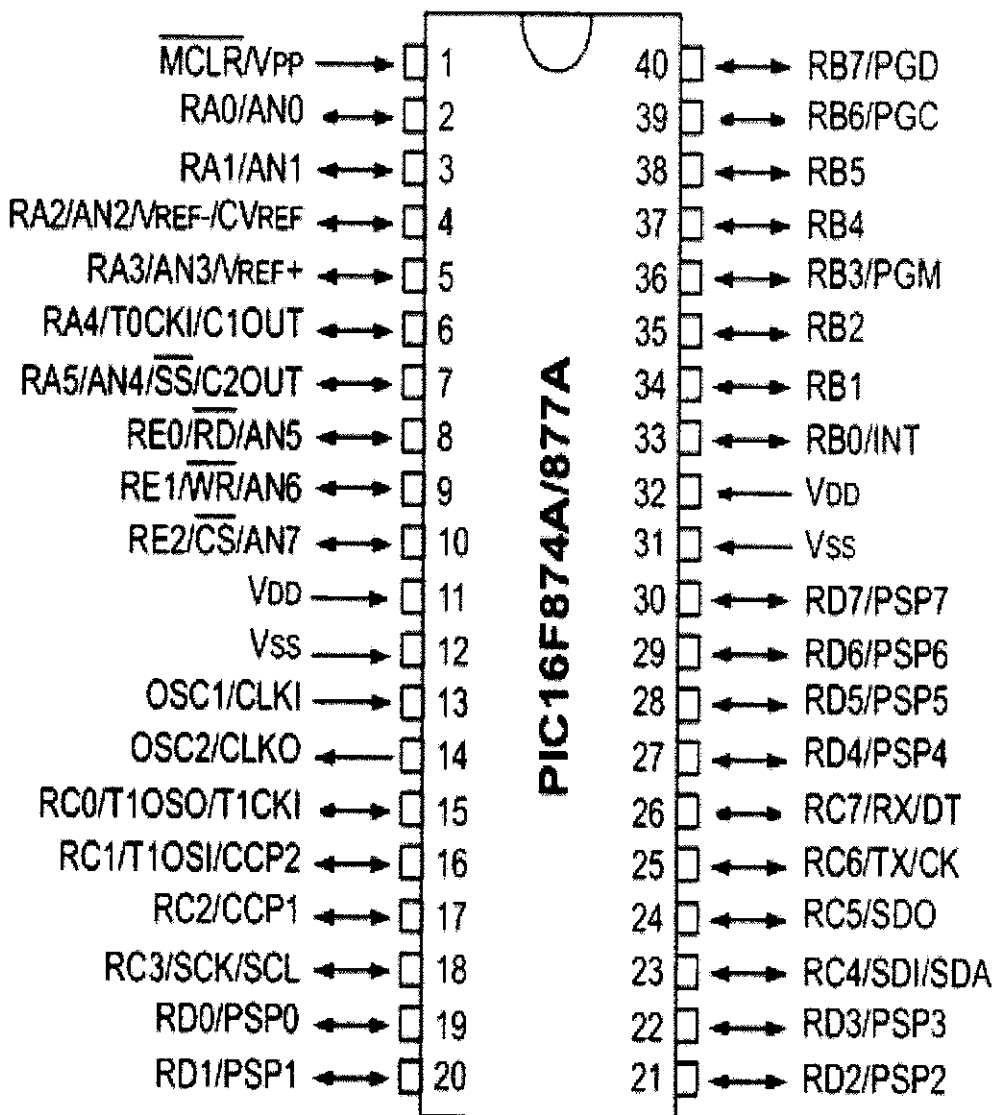 MCLR/VPP 1
RA0/AN0 2
RA1/AN1 3
RA2/AN2/VREF-/CVREF 4
RA3/AN3/VREF+ 5
RA4/T0CKI/C1OUT 6
RA5/AN4/SS/C2OUT 7
RE0/RD/AN5 8
RE1/WR/AN6 9
RE2/CS/AN7 10
VDD 11
VSS 12
OSC1/CLKI 13
OSC2/CLKO 14
RC0/T1OSO/T1CKI 15
RC1/T1OSI/CCP2 16
RC2/CCP1 17
RC3/SCK/SCL 18
RD0/PSP0 19
RD1/PSP1 20
PIC16F874A/877A
40 RB7/PGD
39 RB6/PGC
38 RB5
37 RB4
36 RB3/PGM
35 RB2
34 RB1
33 RB0/INT
32 VDD
31 VSS
30 RD7/PSP7
29 RD6/PSP6
28 RD5/PSP5
27 RD4/PSP4
26 RC7/RX/DT
25 RC6/TX/CK
24 RC5/SDO
23 RC4/SDI/SDA
22 RD3/PSP3
21 RD2/PSP2